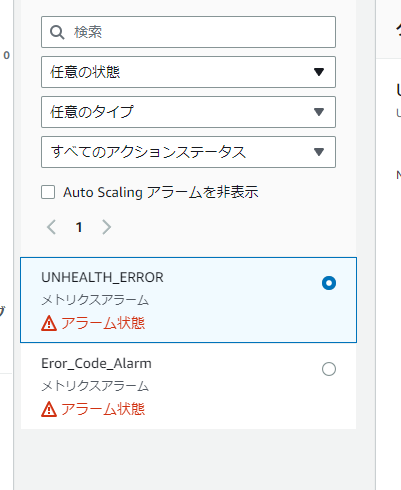 検索
任意の状態
任意のタイプ
すべてのアクションステータス
Auto Scaling アラームを非表示
1
UNHEALTH_ERROR
メトリクスアラーム
アラーム状態
Eror_Code_Alarm
メトリクスアラーム
アラーム状態
0